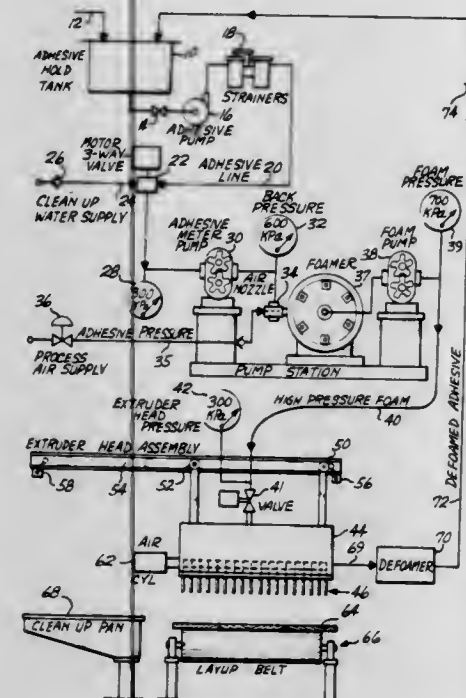 12
10
ADHESIVE
HOLD
TANK
18
STRAINERS
14
16
ADHESIVE
PUMP
74
MOTOR
3-WAY
VALVE
22
ADHESIVE
LINE
20
26
24
CLEAN UP
WATER SUPPLY
BACK
PRESSURE
600
KPa
32
FOAM
PRESSURE
700
KPa
39
ADHESIVE
METER
PUMP
30
FOAM
PUMP
38
28
KPa
AIR
NOZZLE
34
FOAMER
37
36
ADHESIVE PRESSURE
35
PROCESS
AIR SUPPLY
PUMP STATION
42
300
KPa
EXTRUDER
HEAD
PRESSURE
HIGH PRESSURE FOAM
40
DEFOAMED ADHESIVE
72
EXTRUDER HEAD ASSEMBLY
50
58
54
52
56
41
VALVE
44
AIR
CYL
62
69
70
DEFOAMER
46
68
CLEAN UP PAN
64
66
LAYUP BELT